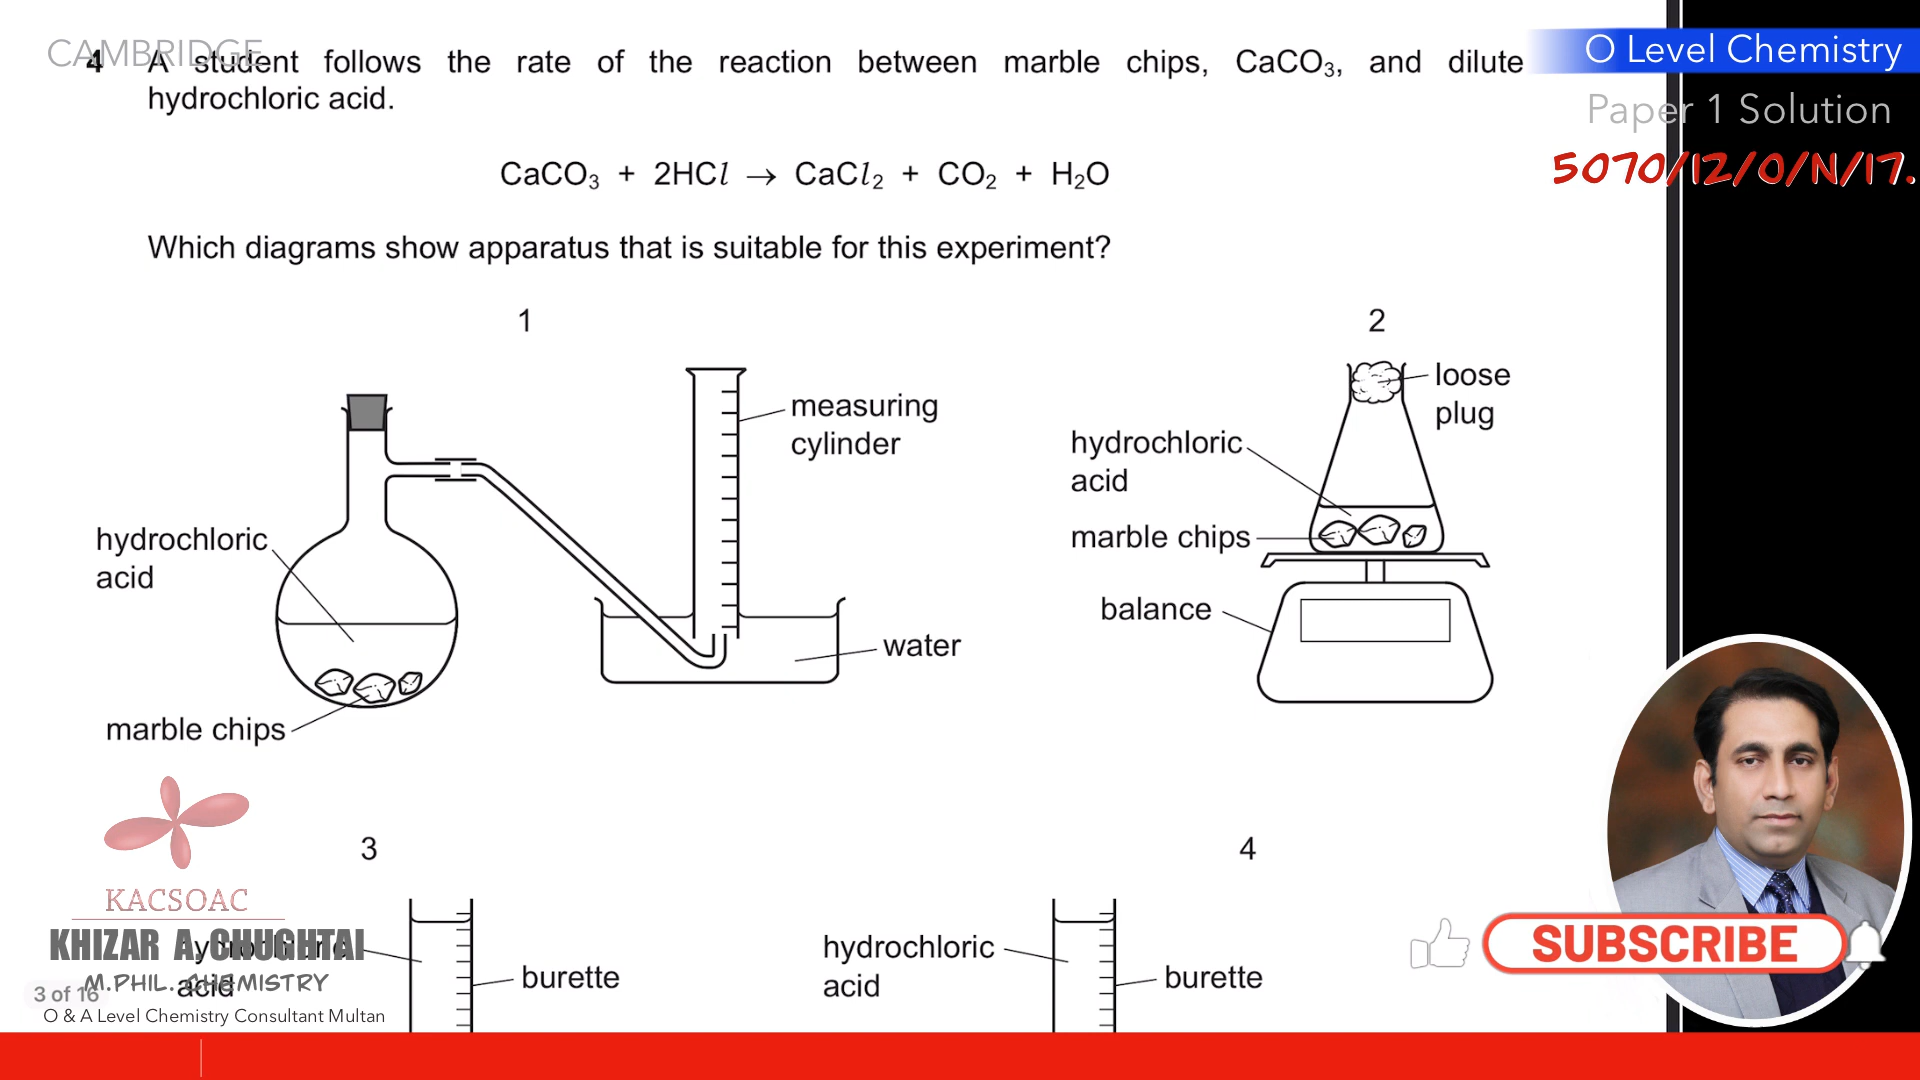 CAMBRIDGE
4 A student follows the rate of the reaction between marble chips, CaCO₃, and dilute
hydrochloric acid.
CaCO₃ + 2HCl → CaCl₂ + CO₂ + H₂O
Which diagrams show apparatus that is suitable for this experiment?
O Level Chemistry
Paper 1 Solution
5070/12/O/N/17.
1
measuring
cylinder
hydrochloric
acid
water
marble chips
2
loose
plug
hydrochloric
acid
marble chips
balance
3
hydrochloric
acid
burette
4
hydrochloric
acid
burette
KACSOAC
KHIZAR A. CHUGHTAI
M.PHIL. CHEMISTRY
3 of 16
O & A Level Chemistry Consultant Multan
SUBSCRIBE